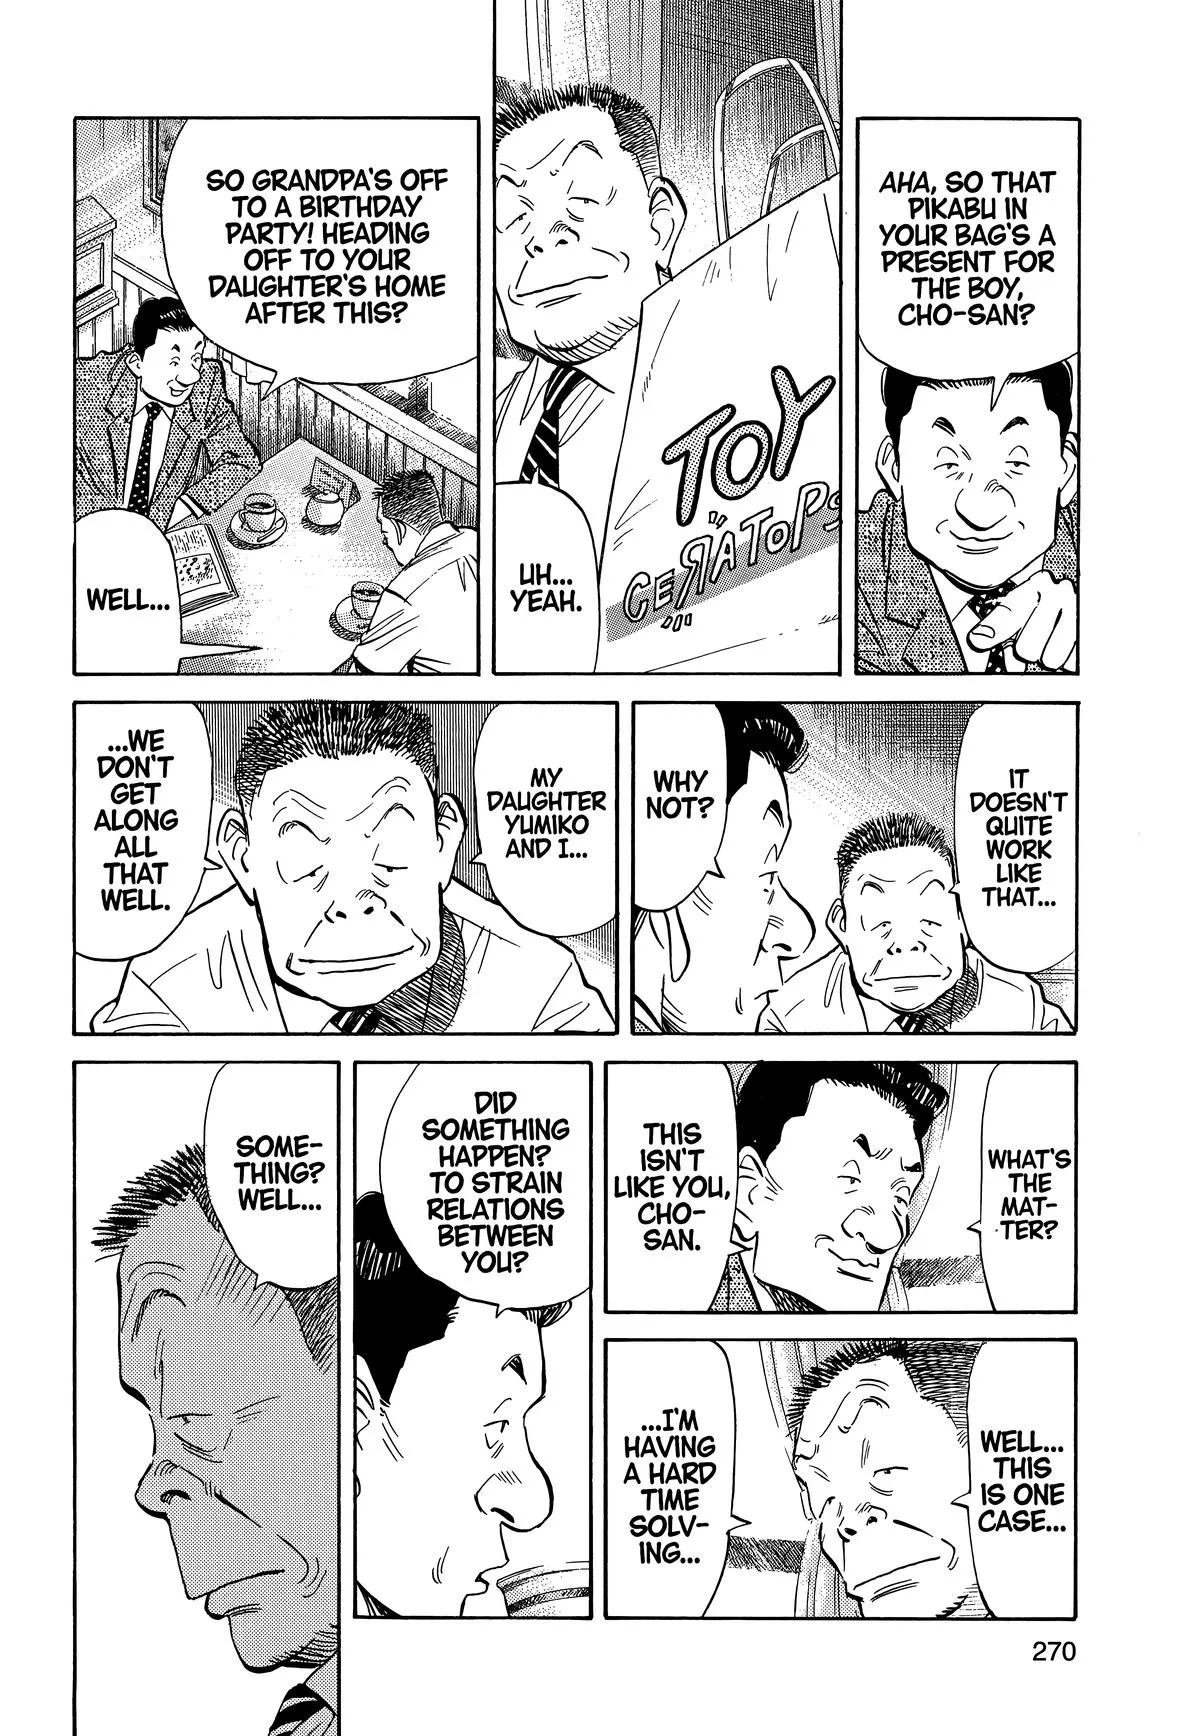 AHA, SO THAT
PIKABU IN
YOUR BAG'S A
PRESENT FOR
THE BOY,
CHO-SAN?
TOY
CERATOPS
UH...
YEAH.
SO GRANDPA'S OFF
TO A BIRTHDAY
PARTY! HEADING
OFF TO YOUR
DAUGHTER'S HOME
AFTER THIS?
WELL...
IT
DOESN'T
QUITE
WORK
LIKE
THAT...
WHY
NOT?
MY
DAUGHTER
YUMIKO
AND I...
...WE
DON'T
GET
ALONG
ALL
THAT
WELL.
WHAT'S
THE
MAT-
TER?
THIS
ISN'T
LIKE YOU,
CHO-
SAN.
WELL...
THIS
IS ONE
CASE...
...I'M
HAVING
A HARD
TIME
SOLV-
ING...
DID
SOMETHING
HAPPEN?
TO STRAIN
RELATIONS
BETWEEN
YOU?
SOME-
THING?
WELL...
270